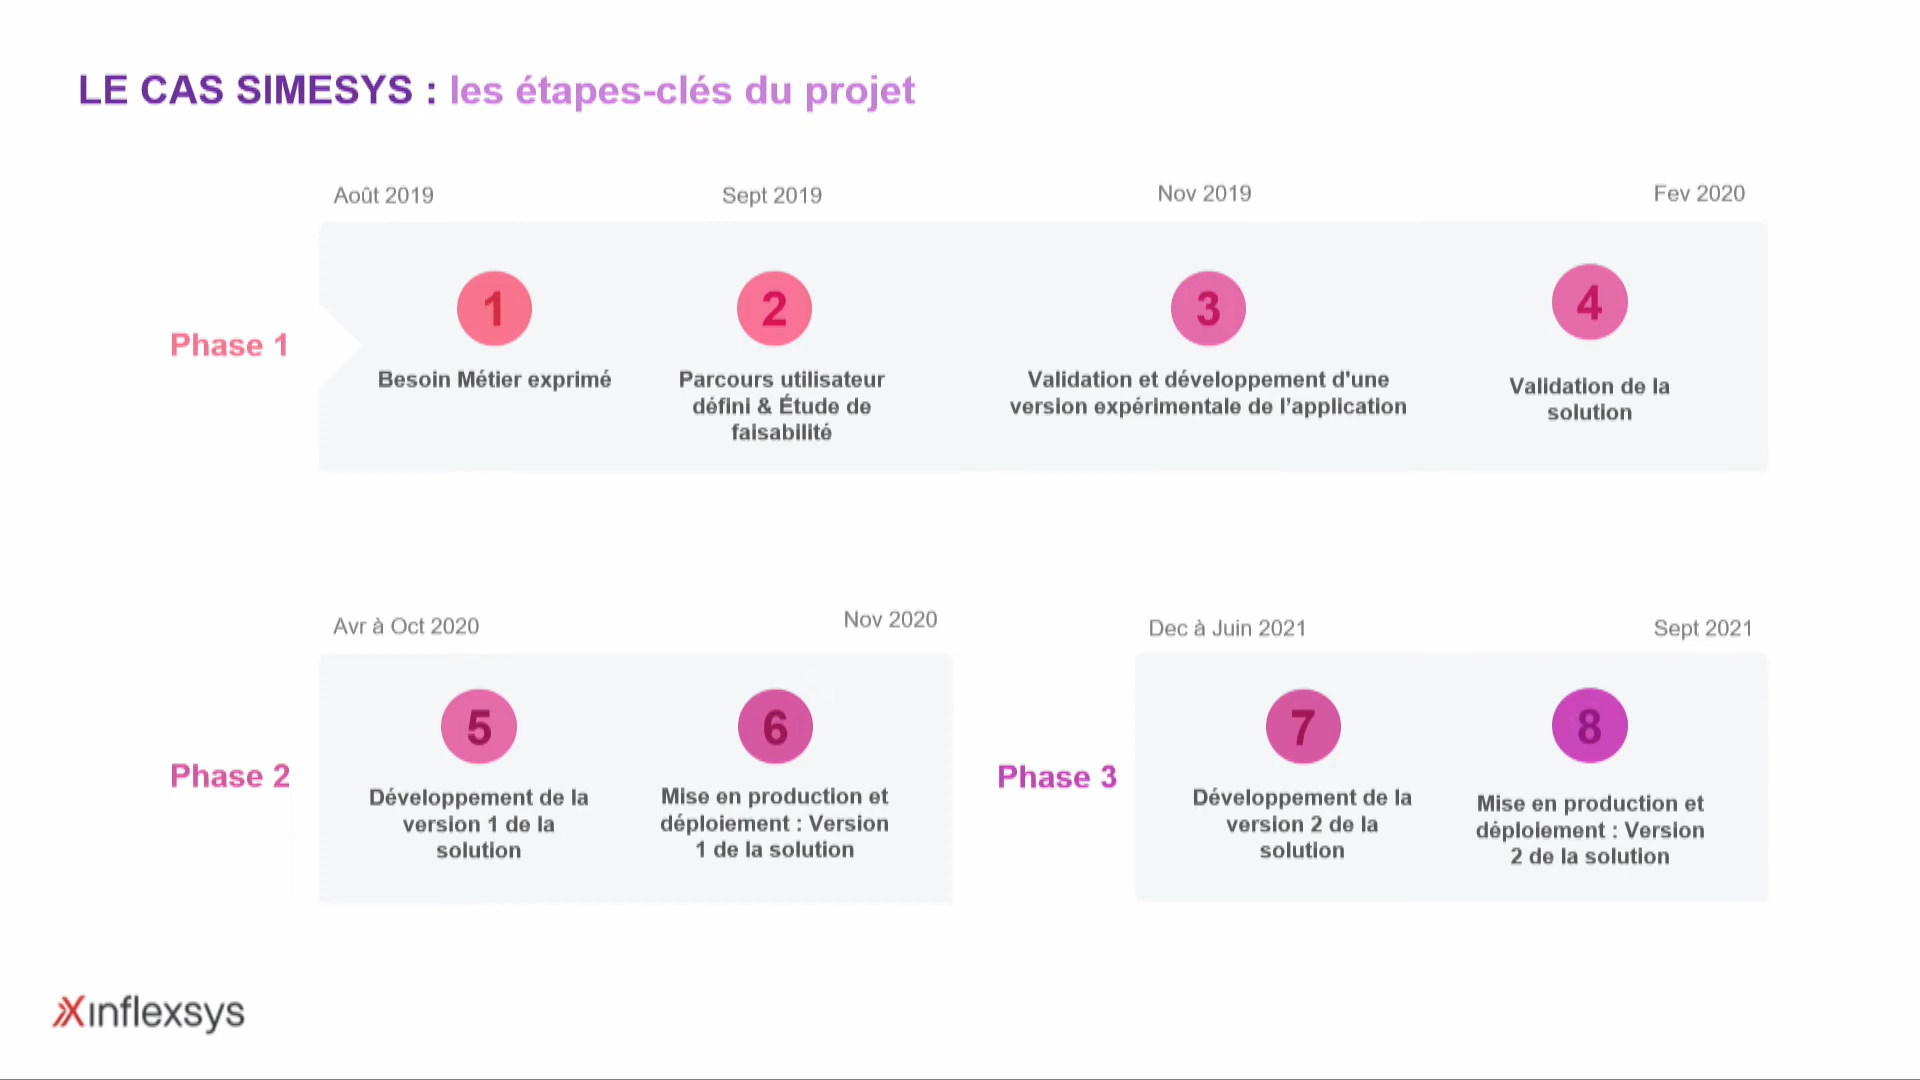 LE CAS SIMESYS : les étapes-clés du projet
Août 2019
Sept 2019
Nov 2019
Fev 2020
Phase 1
1
Besoin Métier exprimé
2
Parcours utilisateur
défini & Étude de
faisabilité
3
Validation et développement d'une
version expérimentale de l’application
4
Validation de la
solution
Avr à Oct 2020
Nov 2020
Phase 2
5
Développement de la
version 1 de la
solution
6
Mise en production et
déploiement : Version
1 de la solution
Dec à Juin 2021
Sept 2021
Phase 3
7
Développement de la
version 2 de la
solution
8
Mise en production et
déploiement : Version
2 de la solution
inflexsys